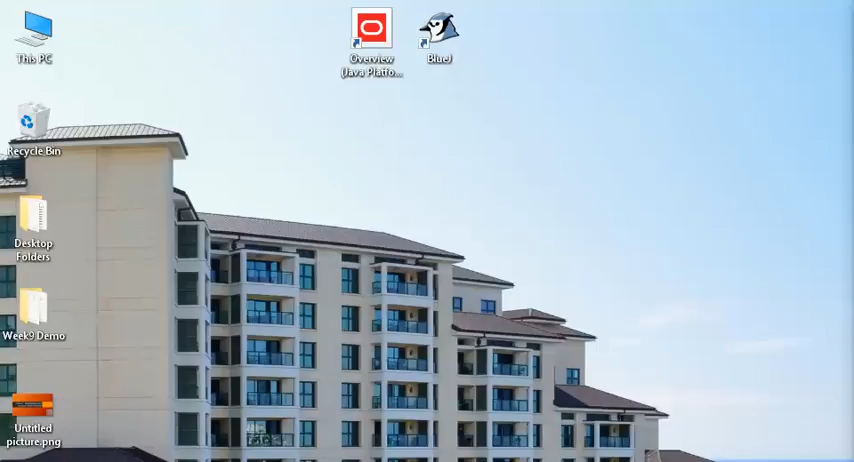 This PC
Overview
(Java Platfo...
BlueJ
Recycle Bin
Desktop
Folders
Week9 Demo
Untitled
picture.png